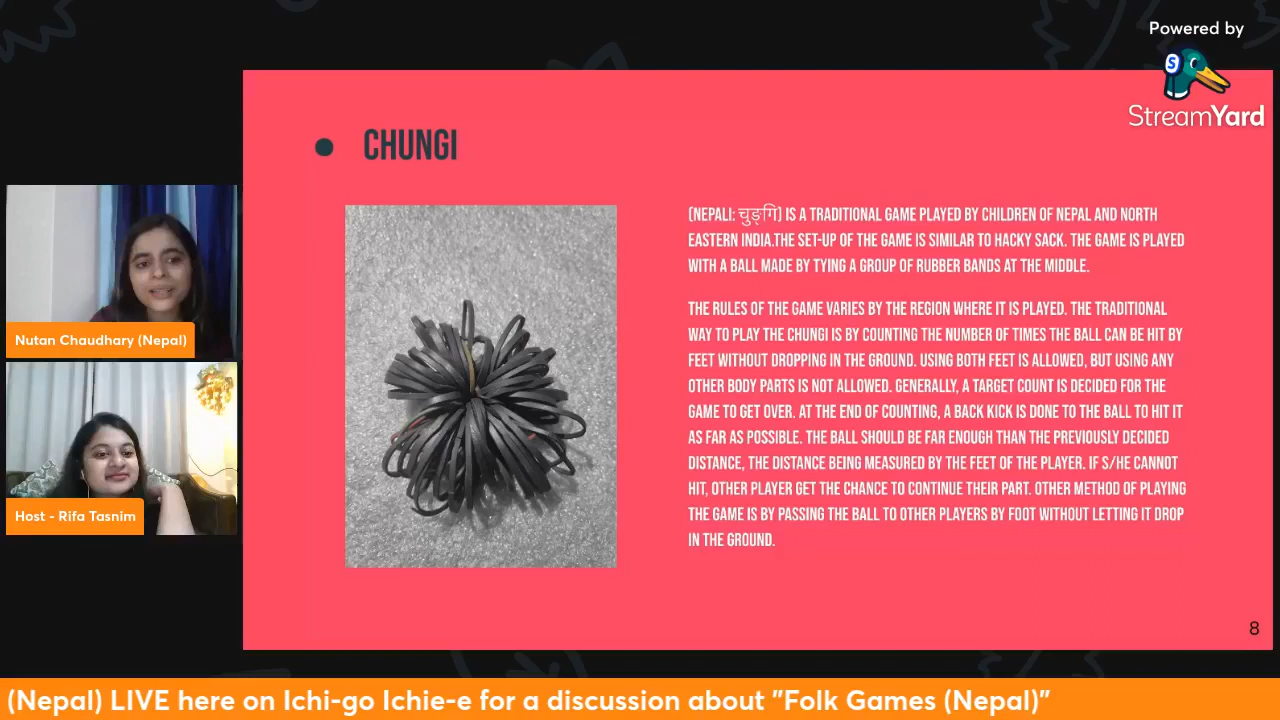 Powered by
S
StreamYard
CHUNGI
(NEPALI: चुङ्गि) IS A TRADITIONAL GAME PLAYED BY CHILDREN OF NEPAL AND NORTH
EASTERN INDIA.THE SET-UP OF THE GAME IS SIMILAR TO HACKY SACK. THE GAME IS PLAYED
WITH A BALL MADE BY TYING A GROUP OF RUBBER BANDS AT THE MIDDLE.
THE RULES OF THE GAME VARIES BY THE REGION WHERE IT IS PLAYED. THE TRADITIONAL
WAY TO PLAY THE CHUNGI IS BY COUNTING THE NUMBER OF TIMES THE BALL CAN BE HIT BY
FEET WITHOUT DROPPING IN THE GROUND. USING BOTH FEET IS ALLOWED, BUT USING ANY
OTHER BODY PARTS IS NOT ALLOWED. GENERALLY, A TARGET COUNT IS DECIDED FOR THE
GAME TO GET OVER. AT THE END OF COUNTING, A BACK KICK IS DONE TO THE BALL TO HIT IT
AS FAR AS POSSIBLE. THE BALL SHOULD BE FAR ENOUGH THAN THE PREVIOUSLY DECIDED
DISTANCE, THE DISTANCE BEING MEASURED BY THE FEET OF THE PLAYER. IF S/HE CANNOT
HIT, OTHER PLAYER GET THE CHANCE TO CONTINUE THEIR PART. OTHER METHOD OF PLAYING
THE GAME IS BY PASSING THE BALL TO OTHER PLAYERS BY FOOT WITHOUT LETTING IT DROP
IN THE GROUND.
8
Nutan Chaudhary (Nepal)
Host - Rifa Tasnim
(Nepal) LIVE here on Ichi-go Ichie-e for a discussion about "Folk Games (Nepal)"